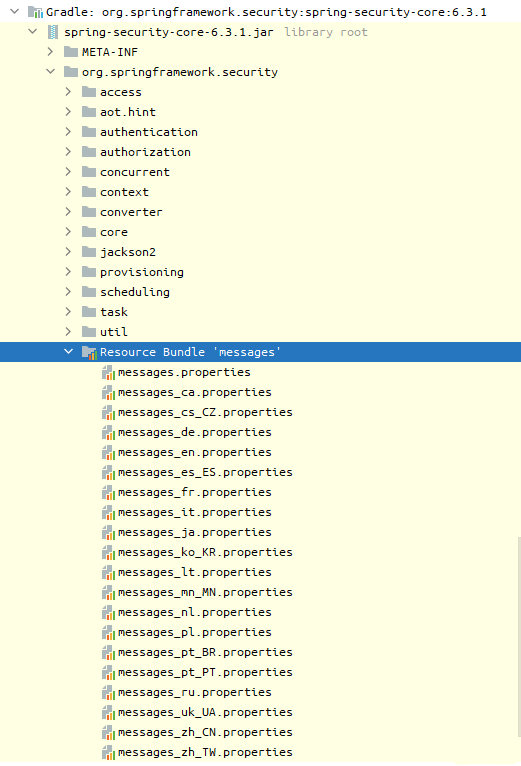 Gradle: org.springframework.security:spring-security-core:6.3.1
spring-security-core-6.3.1.jar library root
META-INF
org.springframework.security
access
aot.hint
authentication
authorization
concurrent
context
converter
core
jackson2
provisioning
scheduling
task
util
Resource Bundle 'messages'
messages.properties
messages_ca.properties
messages_cs_CZ.properties
messages_de.properties
messages_en.properties
messages_es_ES.properties
messages_fr.properties
messages_it.properties
messages_ja.properties
messages_ko_KR.properties
messages_lt.properties
messages_mn_MN.properties
messages_nl.properties
messages_pl.properties
messages_pt_BR.properties
messages_pt_PT.properties
messages_ru.properties
messages_uk_UA.properties
messages_zh_CN.properties
messages_zh_TW.properties